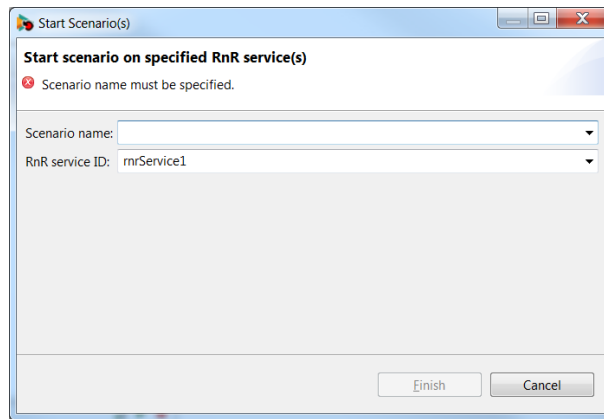 Start Scenario(s)
Start scenario on specified RnR service(s)
Scenario name must be specified.
Scenario name:
RnR service ID: rnrService1
Finish Cancel